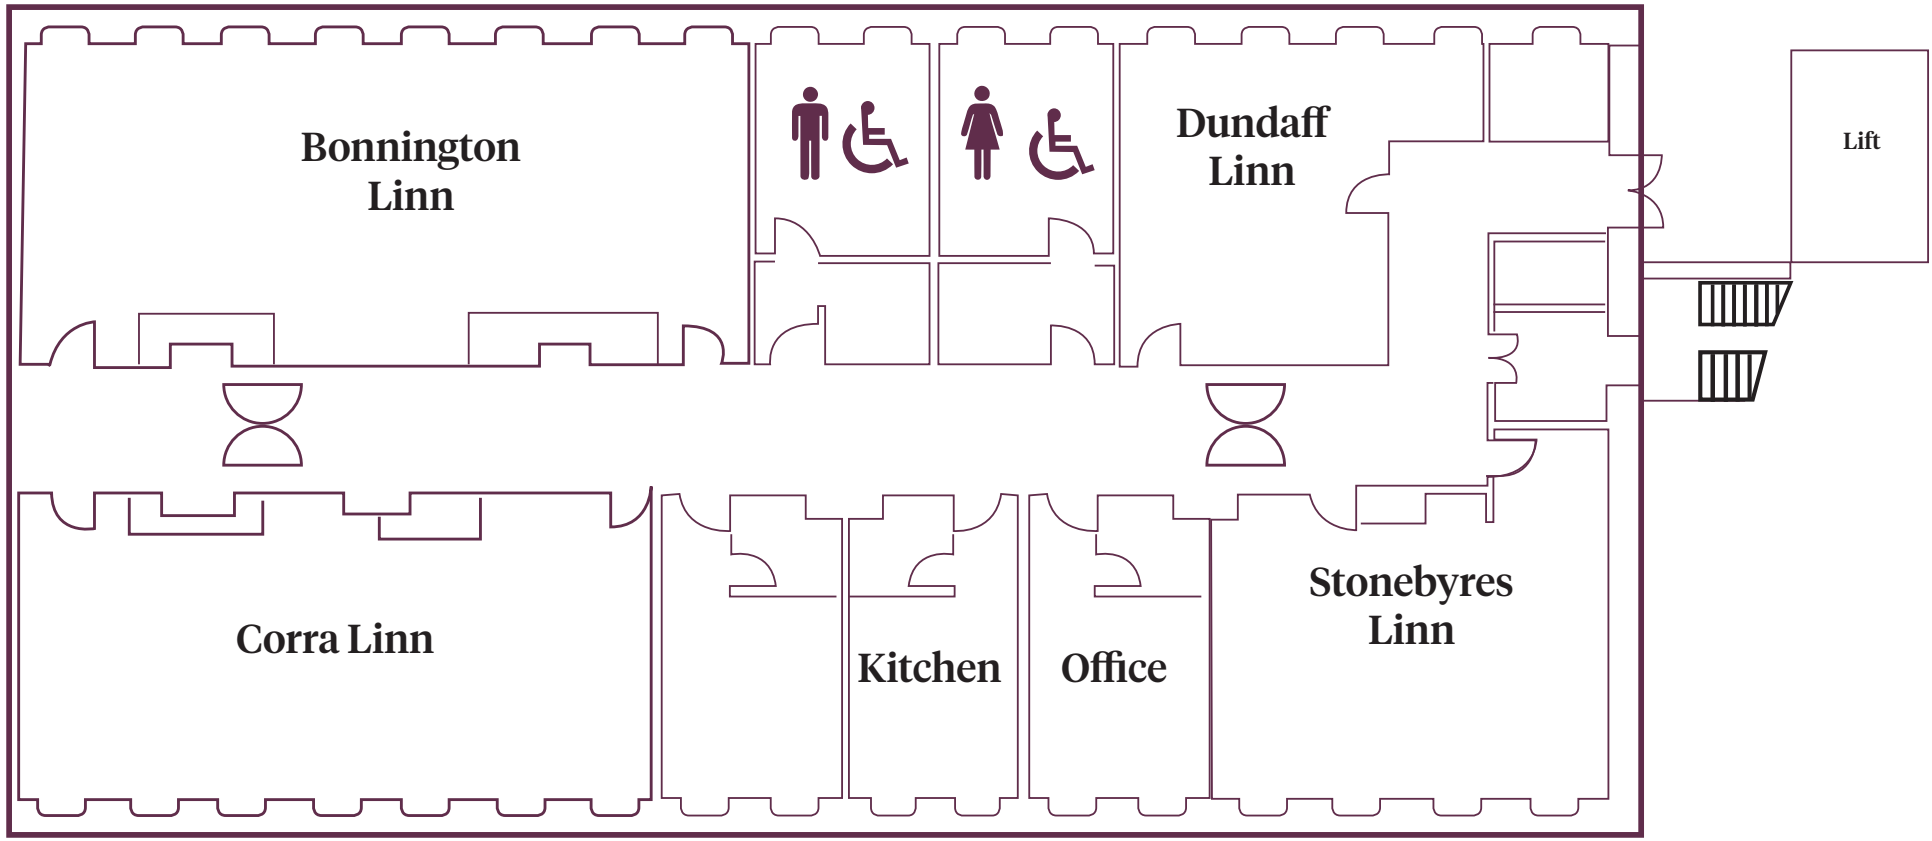 Bonnington
Linn
Dundaff
Linn
Lift
Corra Linn
Kitchen
Office
Stonebyres
Linn